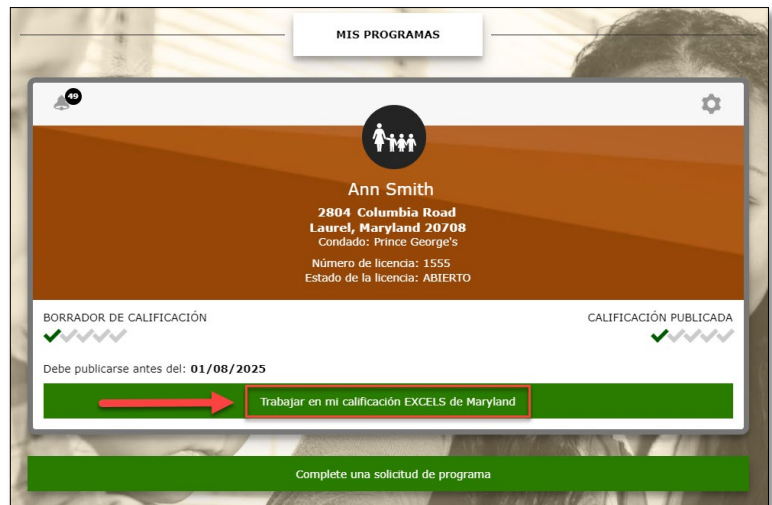 MIS PROGRAMAS
49
Ann Smith
2804 Columbia Road
Laurel, Maryland 20708
Condado: Prince George's
Número de licencia: 1555
Estado de la licencia: ABIERTO
BORRADOR DE CALIFICACIÓN
CALIFICACIÓN PUBLICADA
Debe publicarse antes del: 01/08/2025
Trabajar en mi calificación EXCELS de Maryland
Complete una solicitud de programa